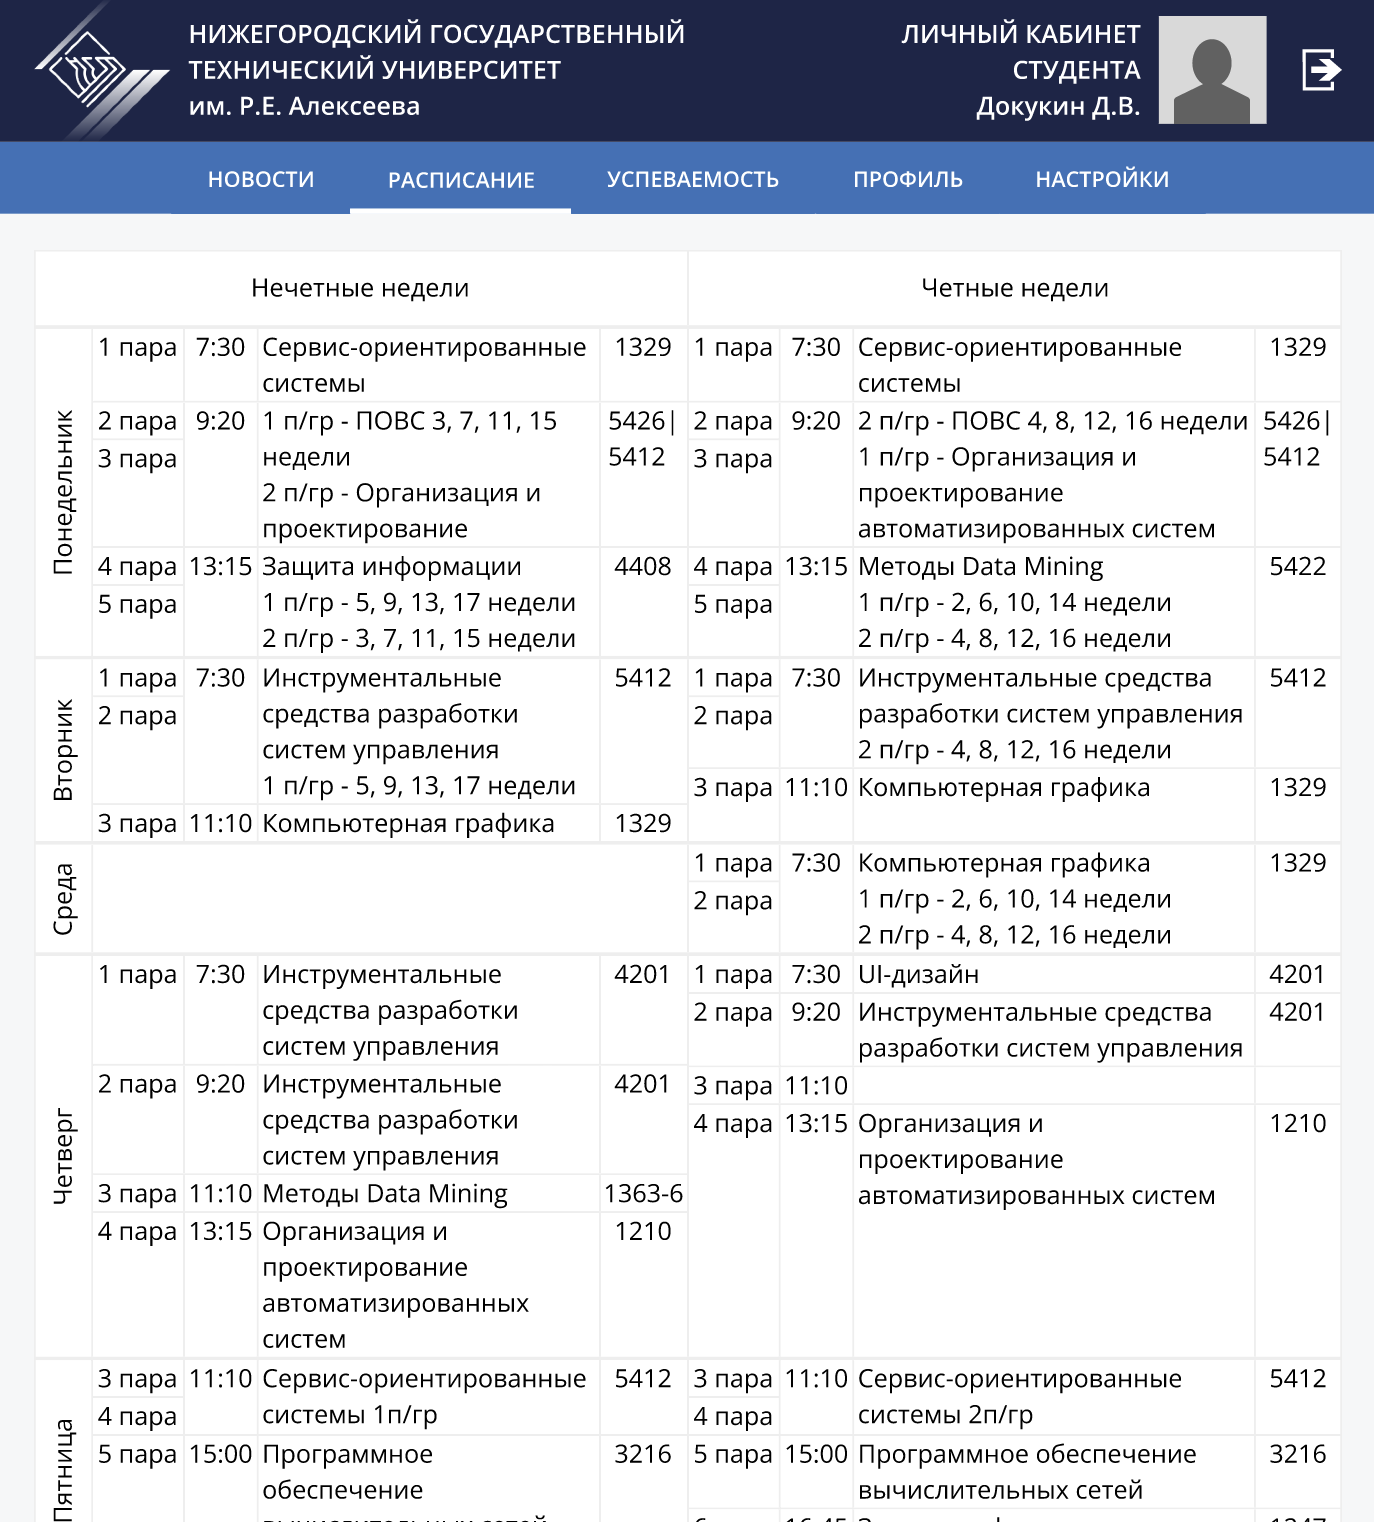 НИЖЕГОРОДСКИЙ ГОСУДАРСТВЕННЫЙ
ТЕХНИЧЕСКИЙ УНИВЕРСИТЕТ
им. Р.Е. Алексеева
ЛИЧНЫЙ КАБИНЕТ
СТУДЕНТА
Докукин Д.В.
НОВОСТИ РАСПИСАНИЕ УСПЕВАЕМОСТЬ ПРОФИЛЬ НАСТРОЙКИ
Нечетные недели
Четные недели
Понедельник
1 пара 7:30 Сервис-ориентированные 1329
системы
2 пара 9:20 1 п/гр - ПОВС 3, 7, 11, 15 5426|
3 пара недели 5412
2 п/гр - Организация и
проектирование
4 пара 13:15 Защита информации 4408
5 пара 1 п/гр - 5, 9, 13, 17 недели
2 п/гр - 3, 7, 11, 15 недели
1 пара 7:30 Сервис-ориентированные 1329
системы
2 пара 9:20 2 п/гр - ПОВС 4, 8, 12, 16 недели 5426|
3 пара 1 п/гр - Организация и 5412
проектирование
автоматизированных систем
4 пара 13:15 Методы Data Mining 5422
5 пара 1 п/гр - 2, 6, 10, 14 недели
2 п/гр - 4, 8, 12, 16 недели
Вторник
1 пара 7:30 Инструментальные 5412
2 пара средства разработки
систем управления
1 п/гр - 5, 9, 13, 17 недели
3 пара 11:10 Компьютерная графика 1329
1 пара 7:30 Инструментальные средства 5412
2 пара разработки систем управления
2 п/гр - 4, 8, 12, 16 недели
3 пара 11:10 Компьютерная графика 1329
Среда
1 пара 7:30 Компьютерная графика 1329
2 пара 1 п/гр - 2, 6, 10, 14 недели
2 п/гр - 4, 8, 12, 16 недели
Четверг
1 пара 7:30 Инструментальные 4201
средства разработки
систем управления
2 пара 9:20 Инструментальные 4201
средства разработки
систем управления
3 пара 11:10 Методы Data Mining 1363-6
4 пара 13:15 Организация и 1210
проектирование
автоматизированных
систем
1 пара 7:30 UI-дизайн 4201
2 пара 9:20 Инструментальные средства 4201
разработки систем управления
3 пара 11:10
4 пара 13:15 Организация и 1210
проектирование
автоматизированных систем
Пятница
3 пара 11:10 Сервис-ориентированные 5412
4 пара системы 1п/гр
5 пара 15:00 Программное 3216
обеспечение
3 пара 11:10 Сервис-ориентированные 5412
4 пара системы 2п/гр
5 пара 15:00 Программное обеспечение 3216
вычислительных сетей